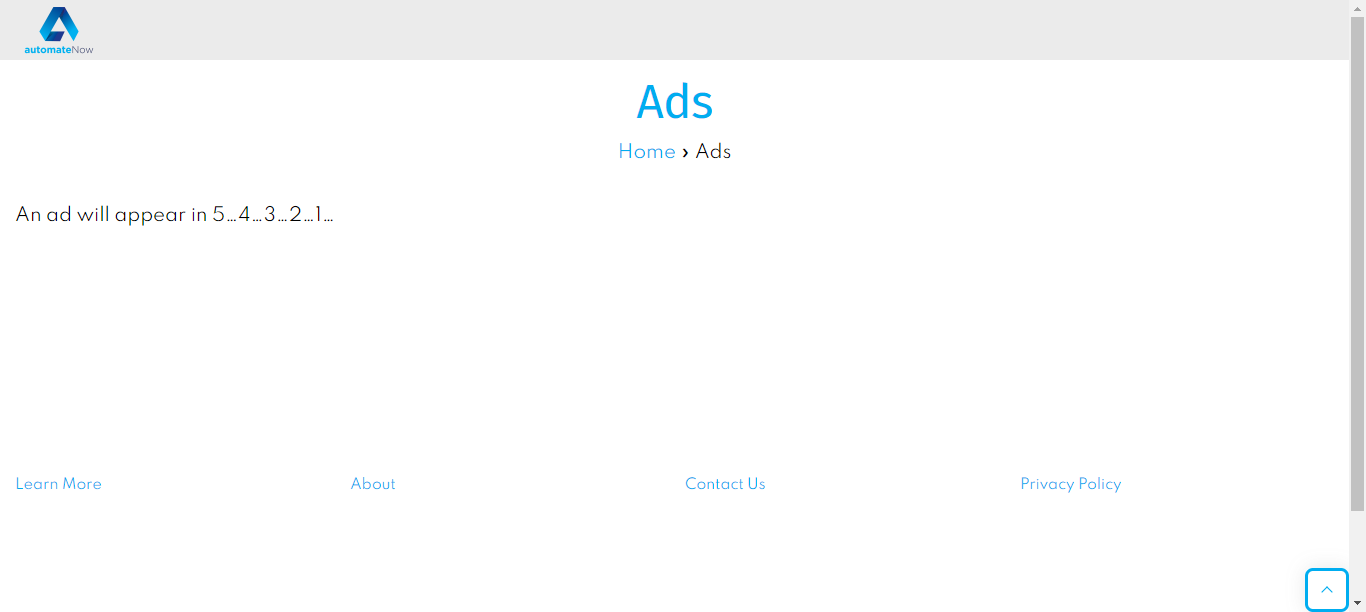 automateNow
Ads
Home › Ads
An ad will appear in 5…4…3…2…1…
Learn More
About
Contact Us
Privacy Policy